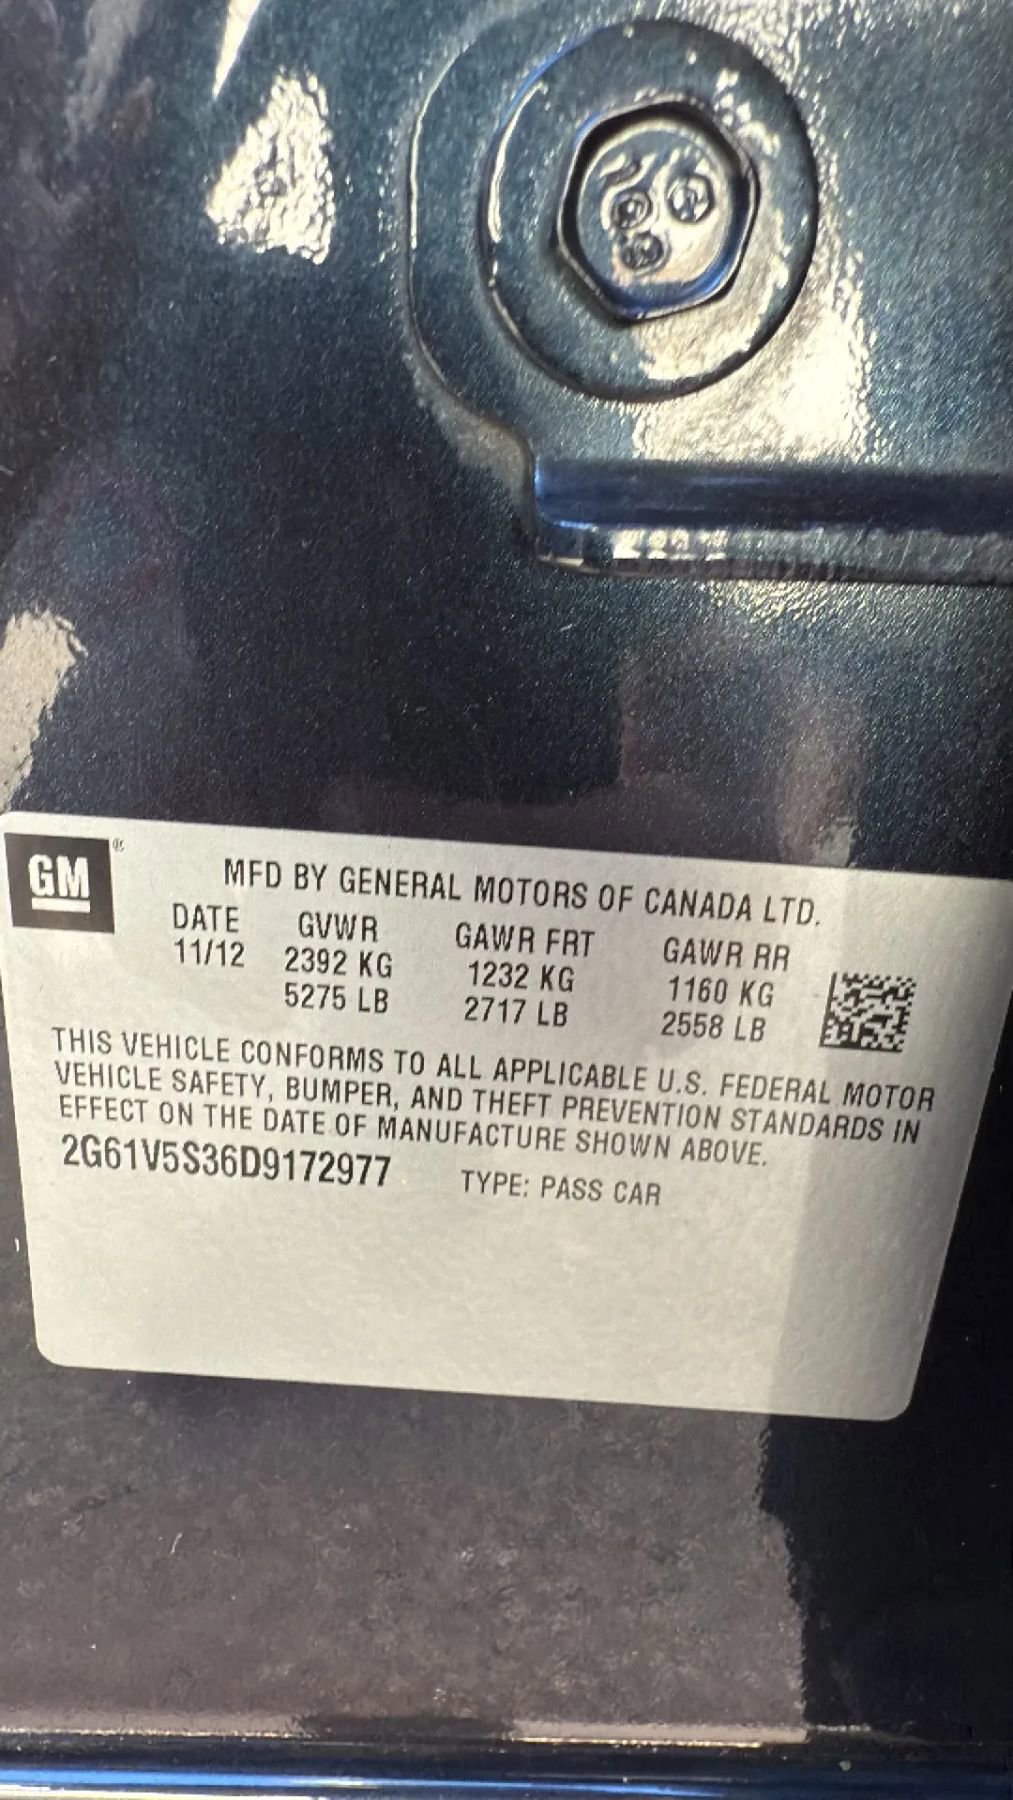 GM®
MFD BY GENERAL MOTORS OF CANADA LTD.
DATE GVWR GAWR FRT GAWR RR
11/12 2392 KG 1232 KG 1160 KG
5275 LB 2717 LB 2558 LB
THIS VEHICLE CONFORMS TO ALL APPLICABLE U.S. FEDERAL MOTOR
VEHICLE SAFETY, BUMPER, AND THEFT PREVENTION STANDARDS IN
EFFECT ON THE DATE OF MANUFACTURE SHOWN ABOVE.
2G61V5S36D9172977 TYPE: PASS CAR